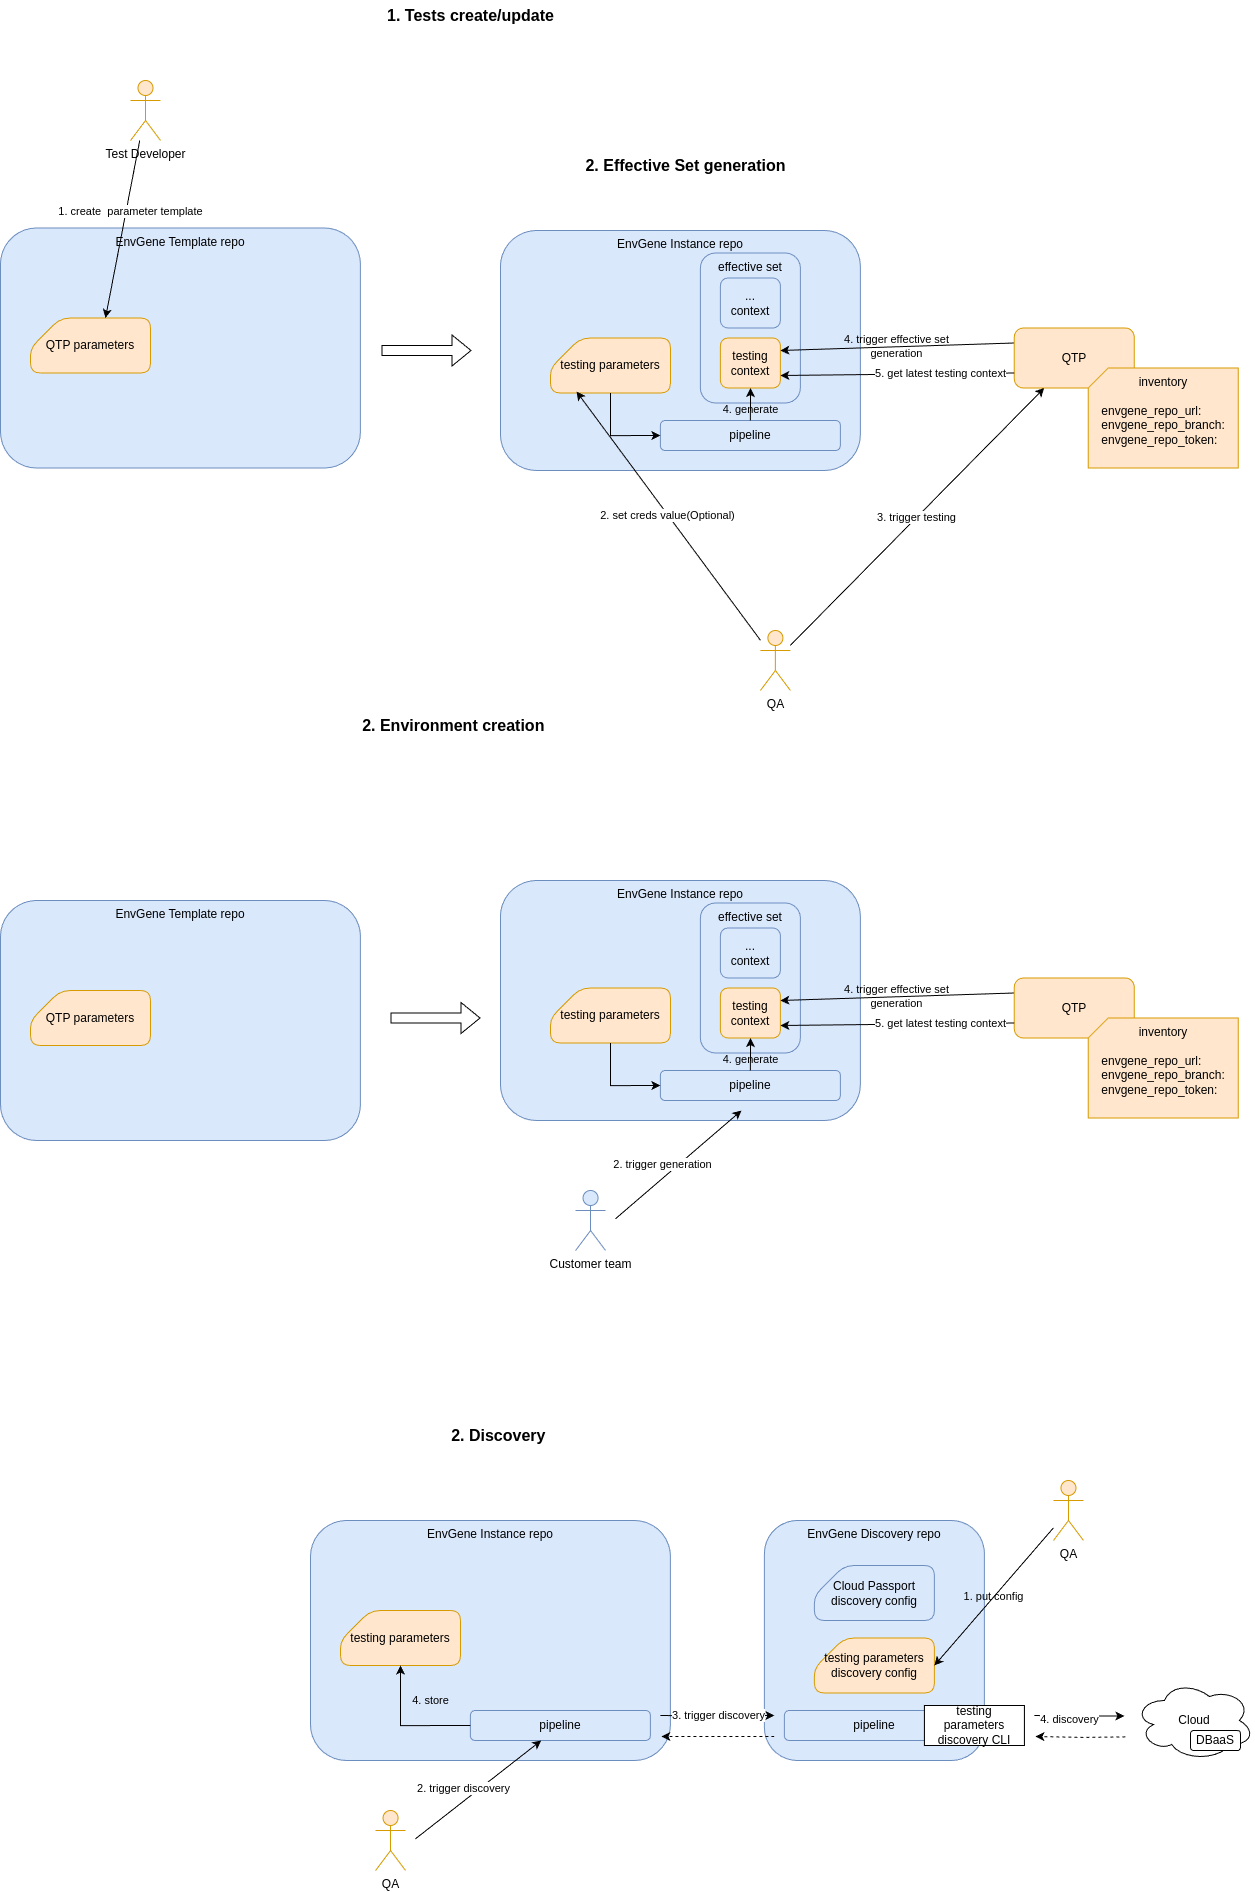 1. Tests create/update
Test Developer
2. Effective Set generation
1. create  parameter template
EnvGene Template repo
QTP parameters
EnvGene Instance repo
effective set
...
context
testing parameters
testing
context
4. generate
pipeline
4. trigger effective set
generation
5. get latest testing context
QTP
inventory
envgene_repo_url:
envgene_repo_branch:
envgene_repo_token:
2. set creds value(Optional)
3. trigger testing
QA
2. Environment creation
EnvGene Template repo
QTP parameters
EnvGene Instance repo
effective set
...
context
testing parameters
testing
context
4. generate
pipeline
4. trigger effective set
generation
5. get latest testing context
QTP
inventory
envgene_repo_url:
envgene_repo_branch:
envgene_repo_token:
2. trigger generation
Customer team
2. Discovery
EnvGene Instance repo
testing parameters
4. store
pipeline
2. trigger discovery
QA
3. trigger discovery
EnvGene Discovery repo
Cloud Passport
discovery config
testing parameters
discovery config
pipeline
testing
parameters
discovery CLI
QA
1. put config
4. discovery
Cloud
DBaaS